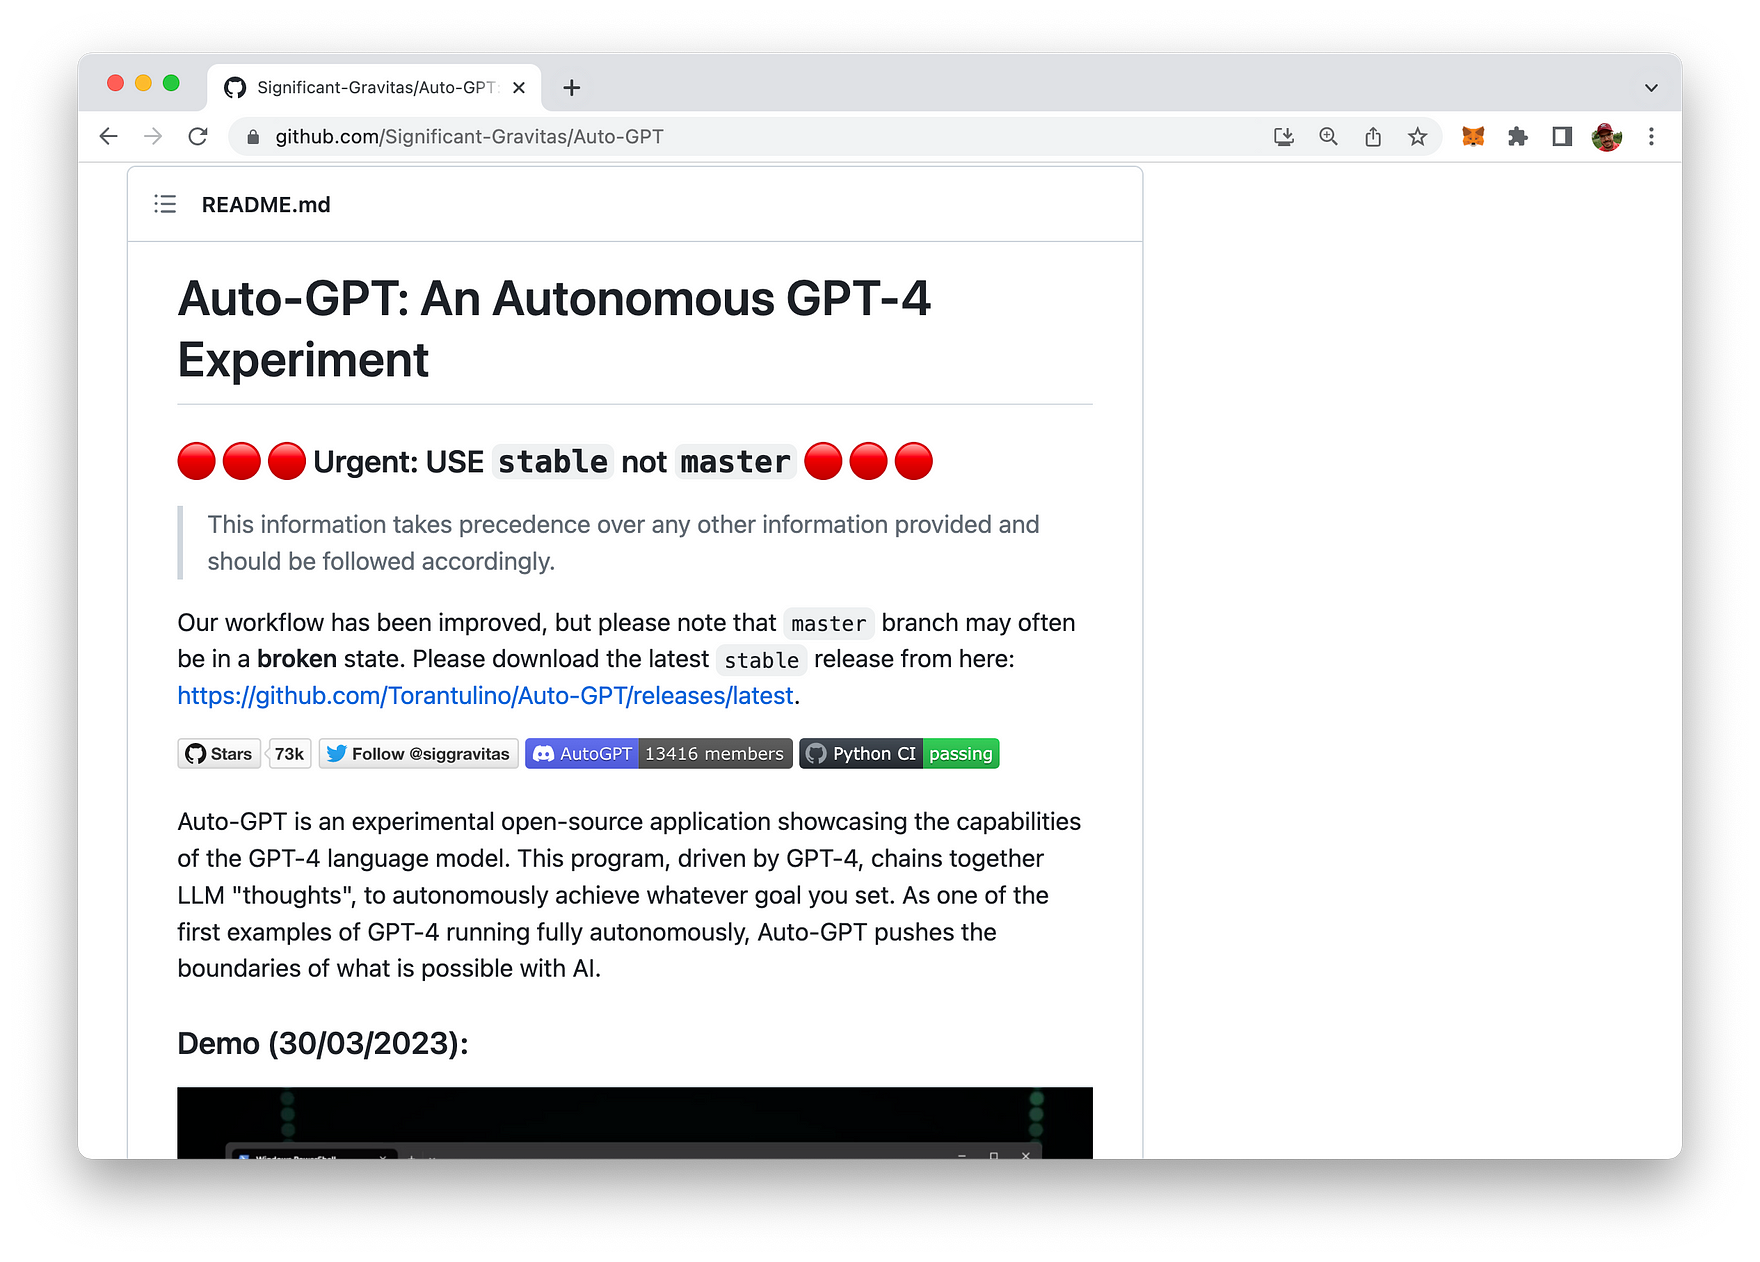 Significant-Gravitas/Auto-GPT:
github.com/Significant-Gravitas/Auto-GPT
README.md
Auto-GPT: An Autonomous GPT-4
Experiment
Urgent: USE stable not master
This information takes precedence over any other information provided and
should be followed accordingly.
Our workflow has been improved, but please note that master branch may often
be in a broken state. Please download the latest stable release from here:
https://github.com/Torantulino/Auto-GPT/releases/latest.
Stars 73k Follow @siggravitas AutoGPT 13416 members Python CI passing
Auto-GPT is an experimental open-source application showcasing the capabilities
of the GPT-4 language model. This program, driven by GPT-4, chains together
LLM "thoughts", to autonomously achieve whatever goal you set. As one of the
first examples of GPT-4 running fully autonomously, Auto-GPT pushes the
boundaries of what is possible with AI.
Demo (30/03/2023):
Windows PowerShell